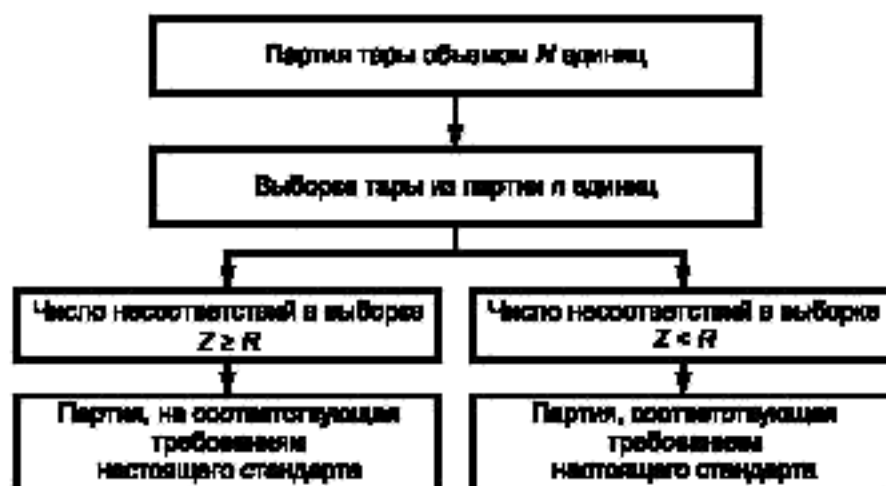 Партия тары объемом N единиц
Выборка тары из партии n единиц
Число несоответствий в выборке
Z ≥ R
Число несоответствий в выборке
Z < R
Партия, не соответствующая
требованиям
настоящего стандарта
Партия, соответствующая
требованиям
настоящего стандарта